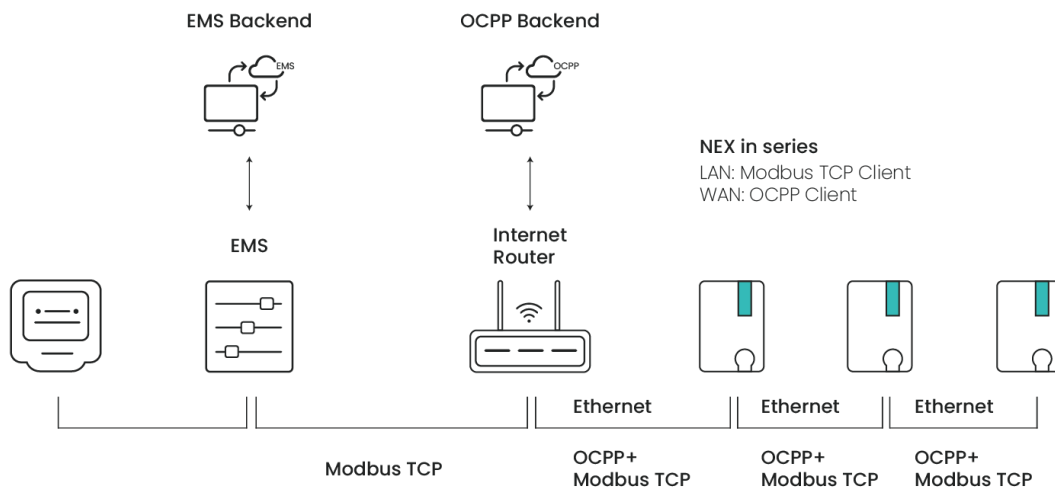 EMS Backend
OCPP Backend
EMS
OCPP
NEX in series
LAN: Modbus TCP Client
WAN: OCPP Client
EMS
Internet
Router
Ethernet
Ethernet
Ethernet
Modbus TCP
OCPP+
Modbus TCP
OCPP+
Modbus TCP
OCPP+
Modbus TCP